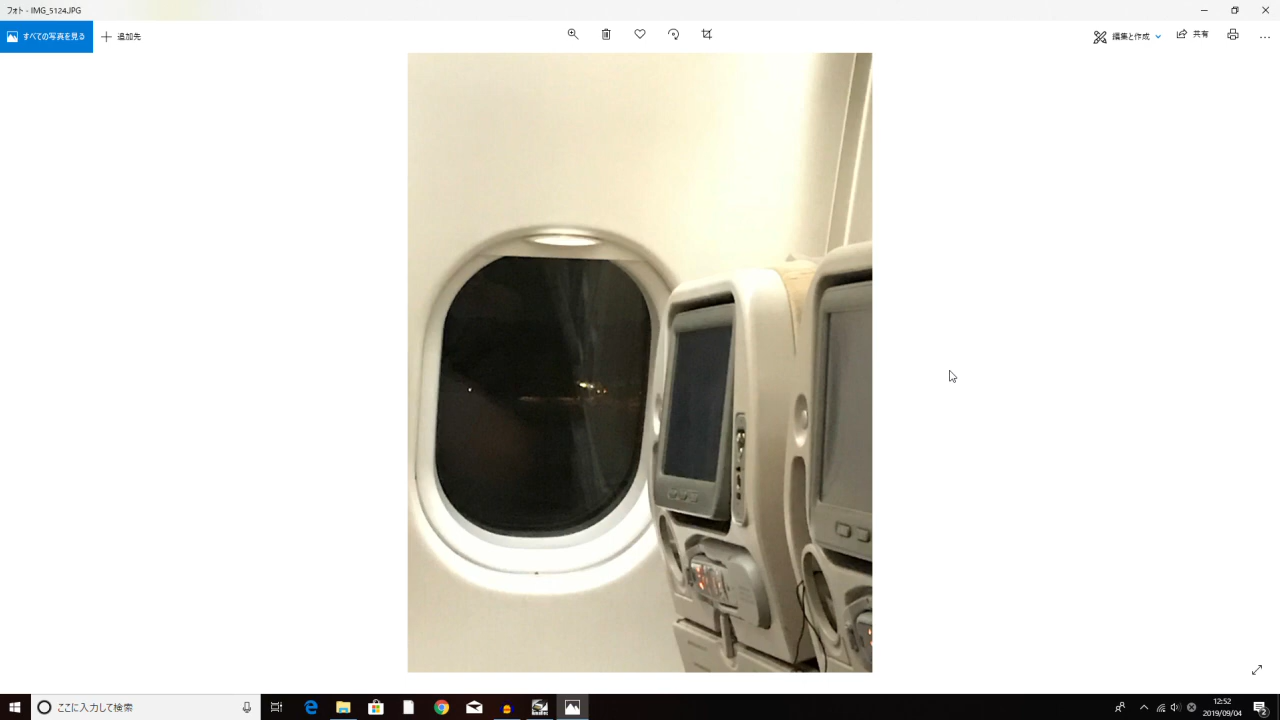 フォト - IMG_5124.JPG
すべての写真を見る
追加先
編集と作成
共有
ここに入力して検索
12:52
2019/09/04
2